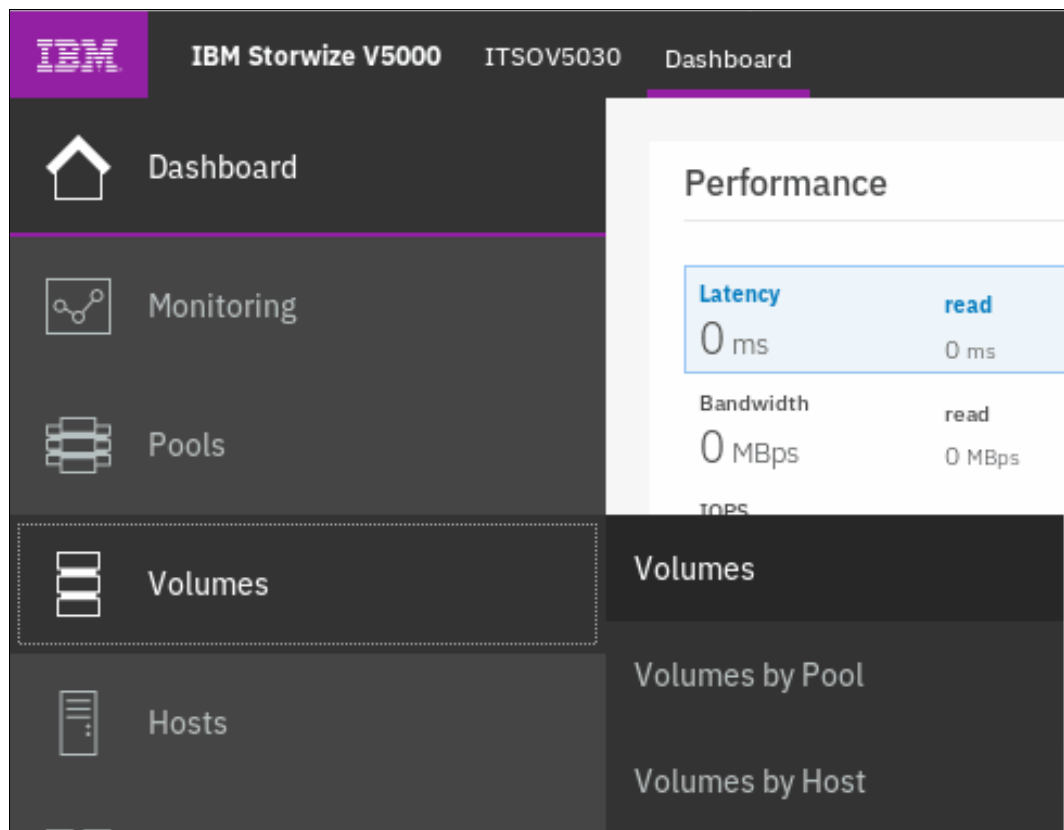 IBM IBM Storwize V5000 ITSOV5030 Dashboard
Dashboard
Monitoring
Pools
Volumes
Hosts
Performance
Latency read
0 ms 0 ms
Bandwidth read
0 MBps 0 MBps
IOPS
Volumes
Volumes by Pool
Volumes by Host